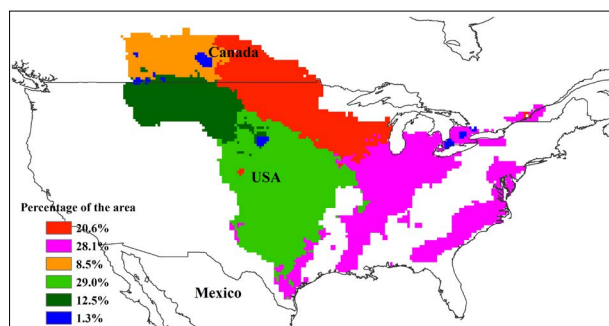 Canada
USA
Percentage of the area
20.6%
28.1%
8.5%
29.0%
12.5%
1.3%
Mexico